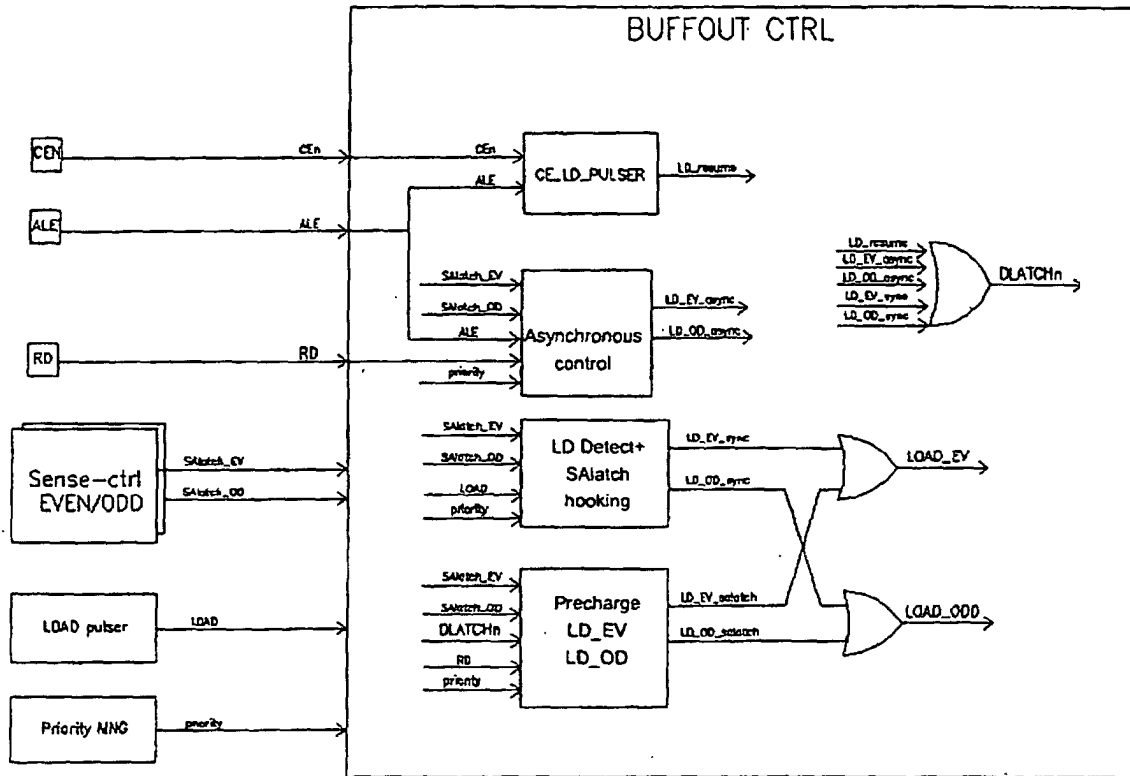 BUFFOUT CTRL
CEN
CEn
CEn
ALE
CE_LD_PULSER
LD_resume
ALE
ALE
LD_resume
LD_EV_async
LD_OD_async
LD_EV_sync
LD_OD_sync
DLATCHn
SAlatch_EV
SAlatch_OD
ALE
RD
RD
priority
Asynchronous
control
LD_EV_async
LD_OD_async
Sense-ctrl
EVEN/ODD
SAlatch_EV
SAlatch_OD
SAlatch_EV
SAlatch_OD
LOAD
priority
LD Detect+
SAlatch
hooking
LD_EV_sync
LD_OD_sync
LOAD_EV
LOAD pulser
LOAD
SAlatch_EV
SAlatch_OD
DLATCHn
RD
priority
Precharge
LD_EV
LD_OD
LD_EV_salatch
LD_OD_salatch
LOAD_ODD
Priority MNG
priority